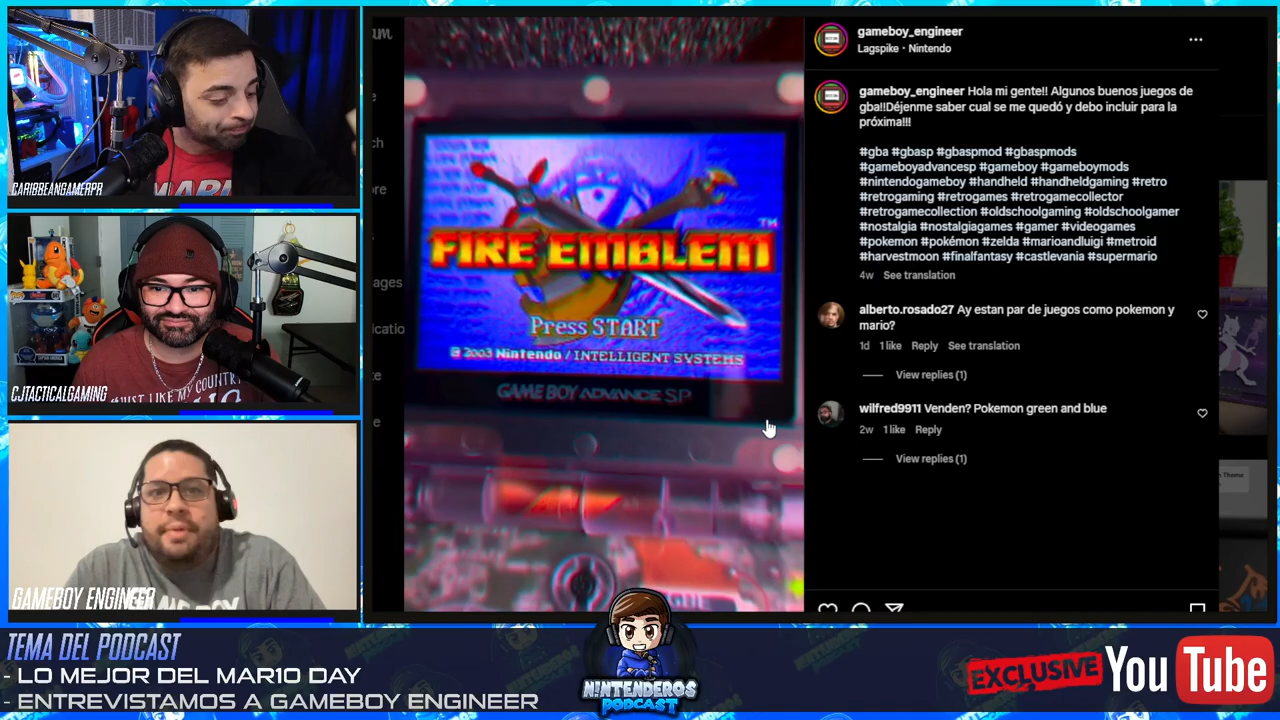 CARIBBEANGAMERPR
CJTACTICALGAMING
"JUST LIKE MY COUNTRY
GAMEBOY ENGINEER
FIRE EMBLEM™
Press START
© 2003 Nintendo / INTELLIGENT SYSTEMS
GAME BOY ADVANCE SP
gameboy_engineer
Lagspike • Nintendo
gameboy_engineer Hola mi gente!! Algunos buenos juegos de
gba!!Déjenme saber cual se me quedó y debo incluir para la
próxima!!!
#gba #gbasp #gbaspmod #gbaspmods
#gameboyadvancesp #gameboy #gameboymods
#nintendogameboy #handheld #handheldgaming #retro
#retrogaming #retrogames #retrogamecollector
#retrogamecollection #oldschoolgaming #oldschoolgamer
#nostalgia #nostalgiagames #gamer #videogames
#pokemon #pokémon #zelda #marioandluigi #metroid
#harvestmoon #finalfantasy #castlevania #supermario
4w See translation
alberto.rosado27 Ay estan par de juegos como pokemon y
mario?
1d 1 like Reply See translation
View replies (1)
wilfred9911 Venden? Pokemon green and blue
2w 1 like Reply
View replies (1)
TEMA DEL PODCAST
- LO MEJOR DEL MAR10 DAY
- ENTREVISTAMOS A GAMEBOY ENGINEER
N!NTENDEROS
PODCAST
EXCLUSIVE
YouTube